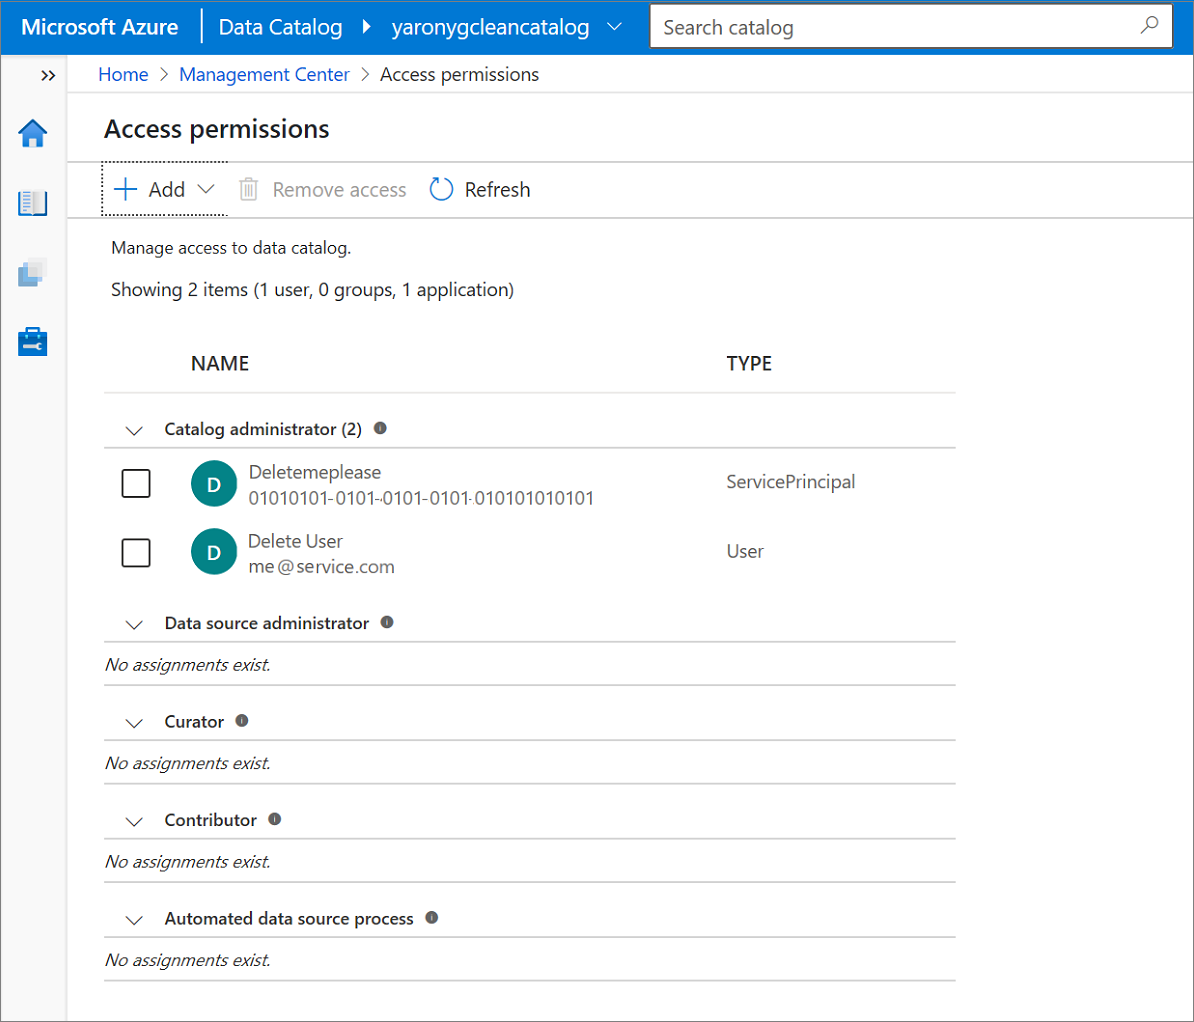 Microsoft Azure Data Catalog yaronygcleancatalog Search catalog
Home > Management Center > Access permissions
Access permissions
Add Remove access Refresh
Manage access to data catalog.
Showing 2 items (1 user, 0 groups, 1 application)
NAME TYPE
Catalog administrator (2)
D Deletemeplease ServicePrincipal
01010101-0101-0101-0101-010101010101
D Delete User User
me@service.com
Data source administrator
No assignments exist.
Curator
No assignments exist.
Contributor
No assignments exist.
Automated data source process
No assignments exist.